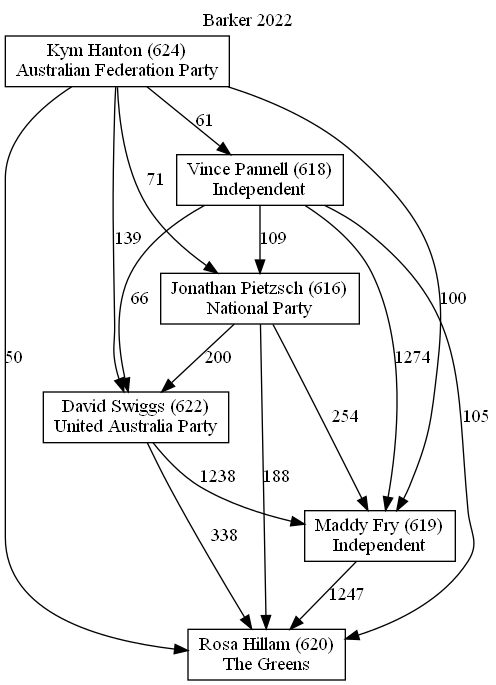 Barker 2022
Kym Hanton (624)
Australian Federation Party
61
Vince Pannell (618)
Independent
71
139
109
66
Jonathan Pietzsch (616)
National Party
100
50
200
1274
David Swiggs (622)
United Australia Party
254
105
1238
188
338
Maddy Fry (619)
Independent
1247
Rosa Hillam (620)
The Greens